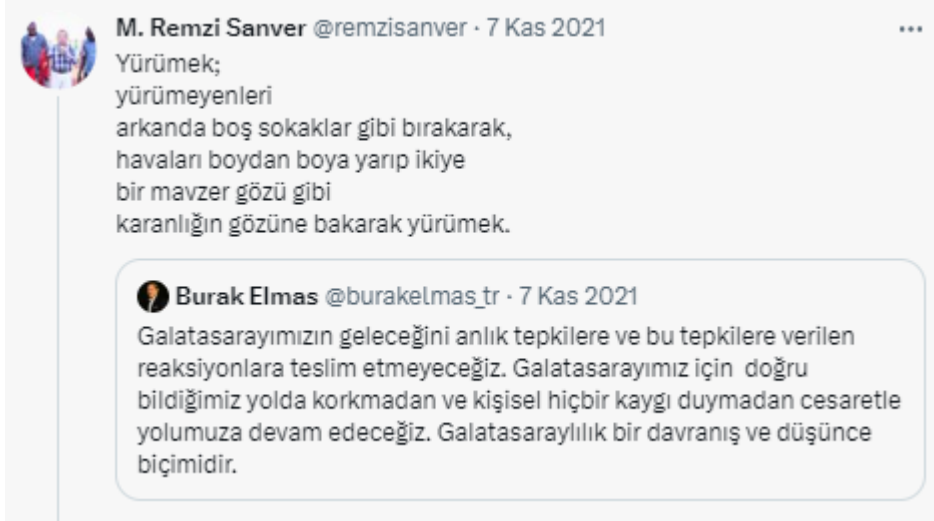 M. Remzi Sanver @remzisanver · 7 Kas 2021
Yürümek;
yürümeyenleri
arkanda boş sokaklar gibi bırakarak,
havaları boydan boya yarıp ikiye
bir mavzer gözü gibi
karanlığın gözüne bakarak yürümek.
Burak Elmas @burakelmas_tr · 7 Kas 2021
Galatasarayımızın geleceğini anlık tepkilere ve bu tepkilere verilen
reaksiyonlara teslim etmeyeceğiz. Galatasarayımız için  doğru
bildiğimiz yolda korkmadan ve kişisel hiçbir kaygı duymadan cesaretle
yolumuza devam edeceğiz. Galatasaraylılık bir davranış ve düşünce
biçimidir.